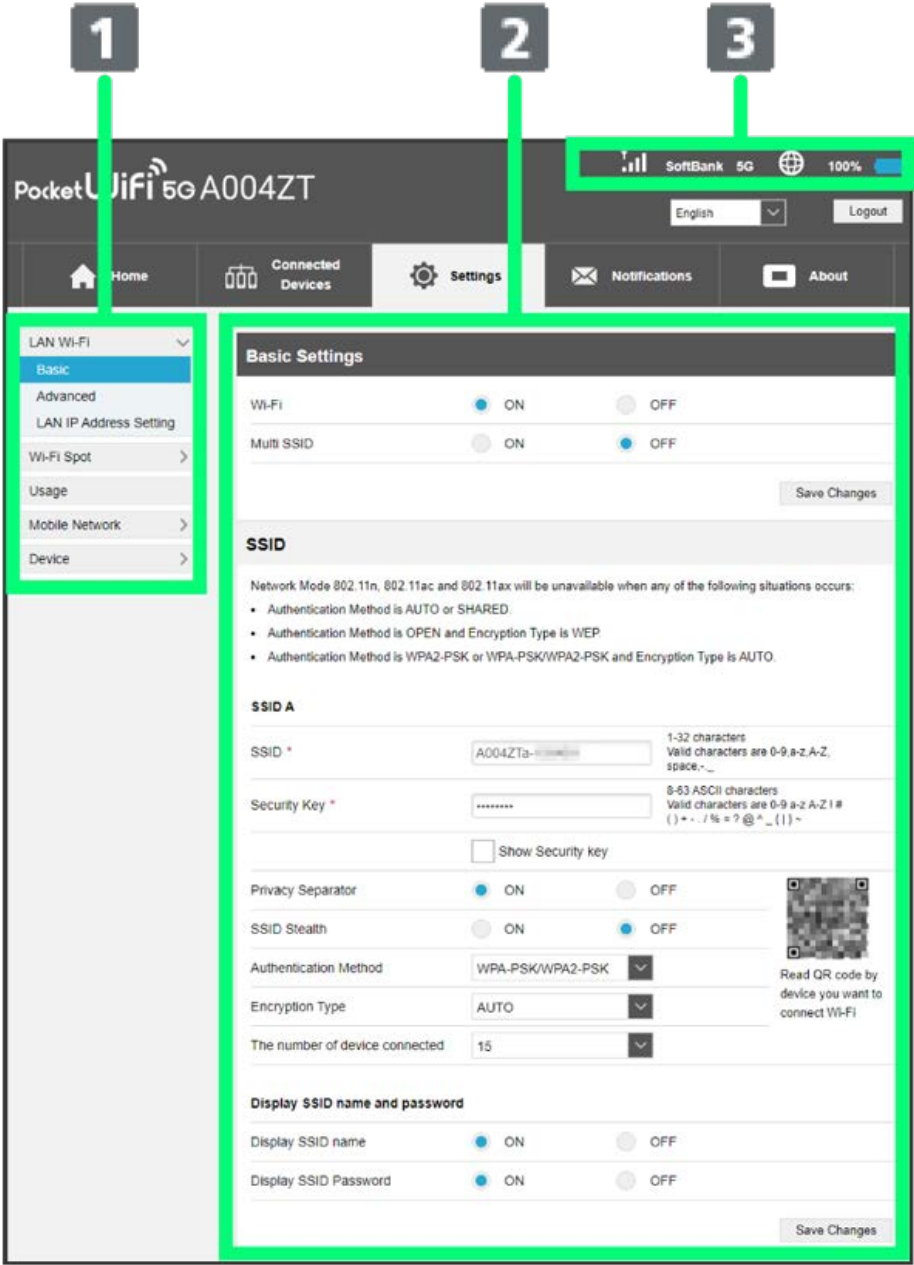 1
2
3
SoftBank 5G 100%
Pocket WiFi 5G A004ZT
English
Logout
Home
Connected
Devices
Settings
Notifications
About
LAN Wi-Fi
Basic
Advanced
LAN IP Address Setting
Wi-Fi Spot
Usage
Mobile Network
Device
Basic Settings
Wi-Fi ON OFF
Multi SSID ON OFF
Save Changes
SSID
Network Mode 802.11n, 802.11ac and 802.11ax will be unavailable when any of the following situations occurs:
• Authentication Method is AUTO or SHARED.
• Authentication Method is OPEN and Encryption Type is WEP.
• Authentication Method is WPA2-PSK or WPA-PSK/WPA2-PSK and Encryption Type is AUTO.
SSID A
SSID * A004ZTa-
1-32 characters
Valid characters are 0-9,a-z,A-Z,
space,-._
Security Key * ••••••••
8-63 ASCII characters
Valid characters are 0-9 a-z A-Z ! #
( ) + - . / % = ? @ ^ _ { | } ~
Show Security key
Privacy Separator ON OFF
SSID Stealth ON OFF
Authentication Method WPA-PSK/WPA2-PSK
Encryption Type AUTO
The number of device connected 15
Read QR code by
device you want to
connect Wi-Fi
Display SSID name and password
Display SSID name ON OFF
Display SSID Password ON OFF
Save Changes